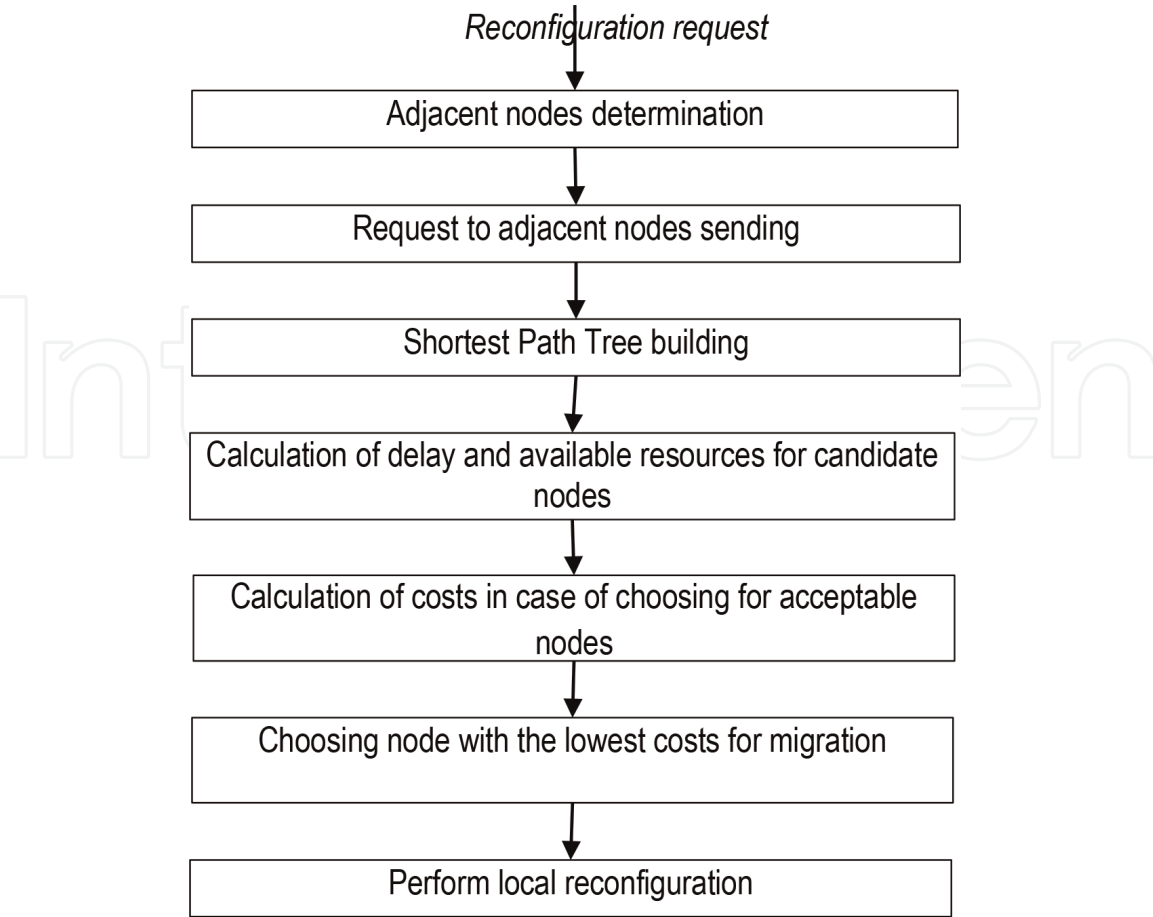 Reconfiguration request
Adjacent nodes determination
Request to adjacent nodes sending
Shortest Path Tree building
Calculation of delay and available resources for candidate
nodes
Calculation of costs in case of choosing for acceptable
nodes
Choosing node with the lowest costs for migration
Perform local reconfiguration